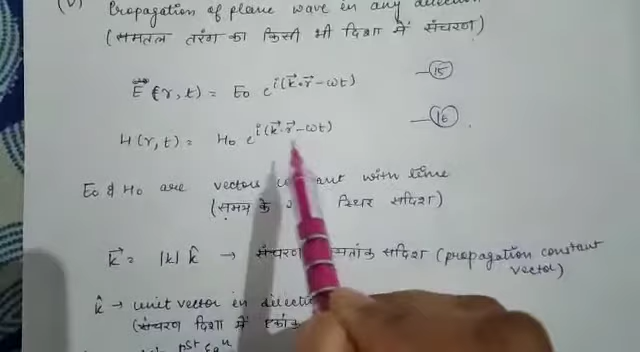 (v) Propagation of plane wave in any direction
(समतल तरंग का किसी भी दिशा में संचरण)
E⃗(r,t) = E₀ e^{i(k⃗·r⃗-ωt)} —(15)
H(r,t) = H₀ e^{i(k⃗·r⃗-ωt)} —(16)
E₀ & H₀ are vectors with time
(समय के स्थिर सदिश)
k⃗ = |k| k̂ → संचरण सदिश (propagation constant
vector)
k̂ → unit vector in
(संचरण दिशा में